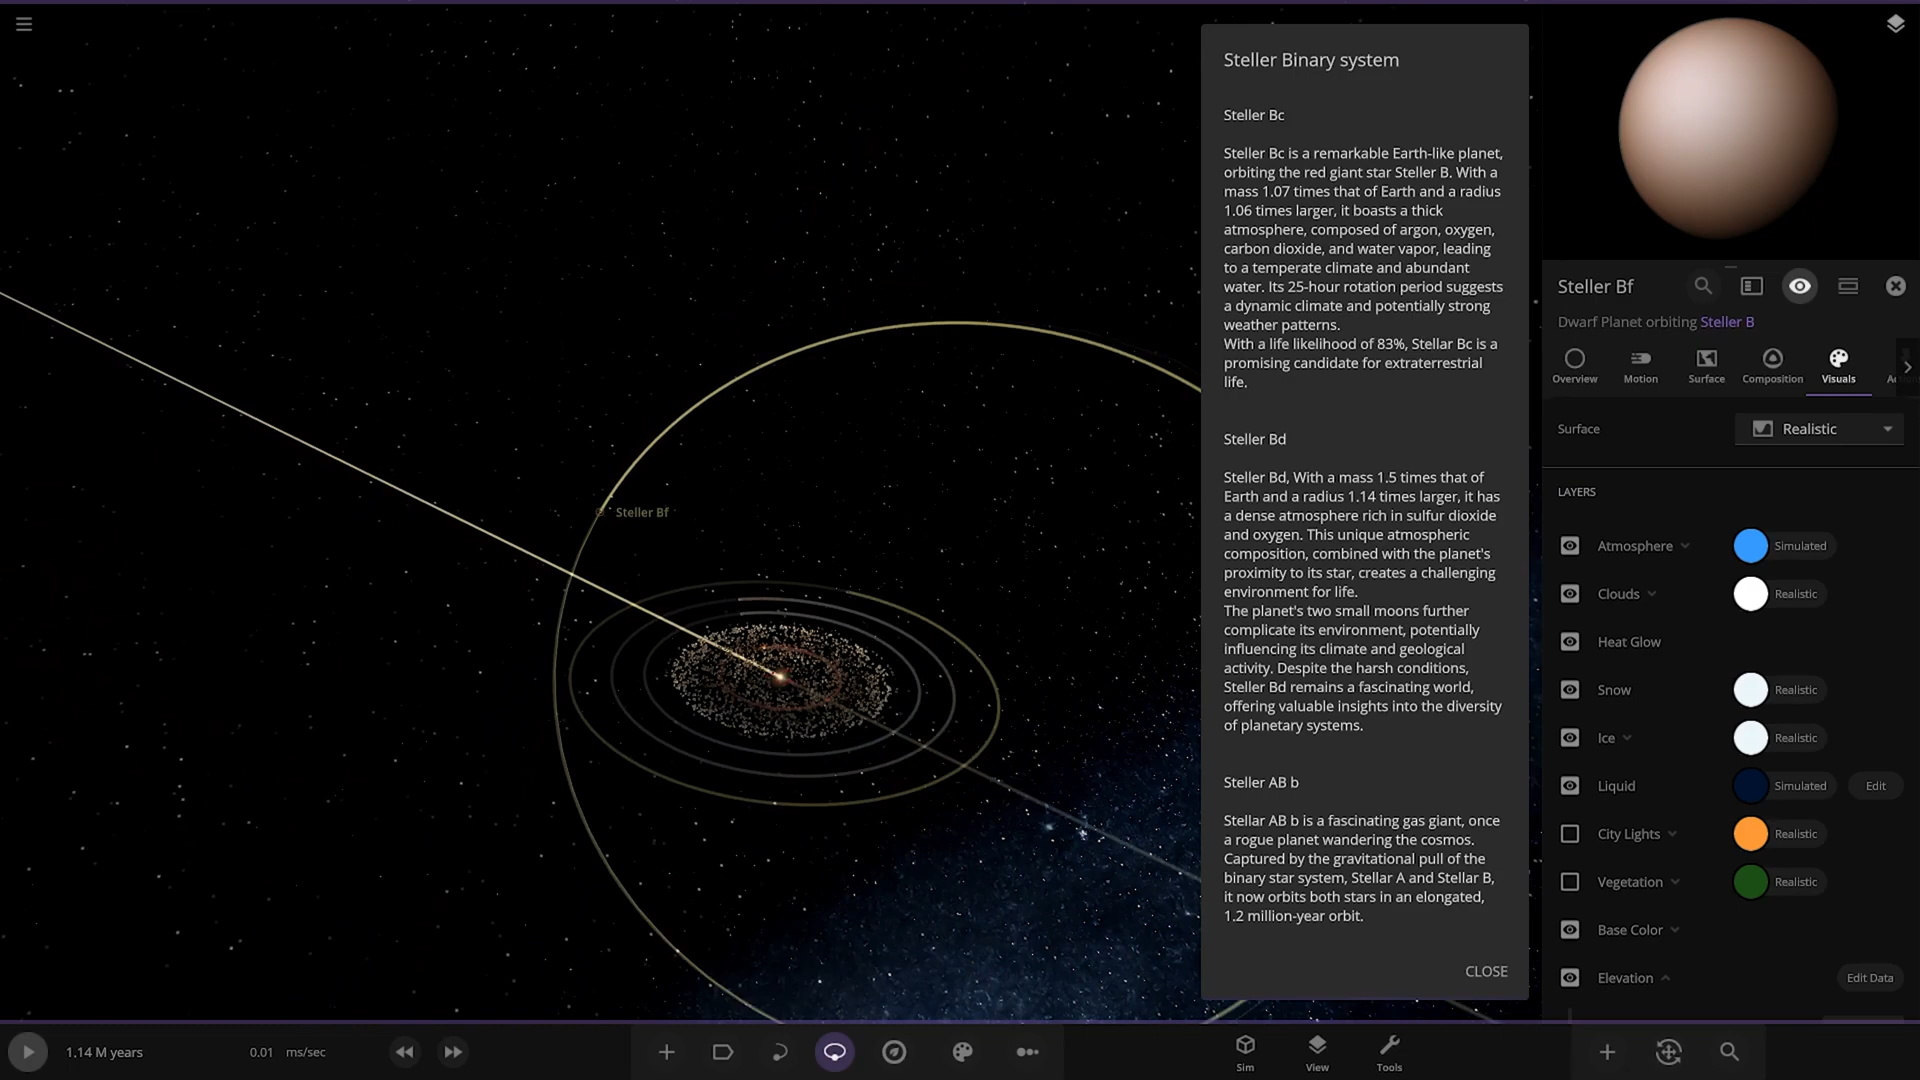 Steller Binary system
Steller Bc
Steller Bc is a remarkable Earth-like planet,
orbiting the red giant star Steller B. With a
mass 1.07 times that of Earth and a radius
1.06 times larger, it boasts a thick
atmosphere, composed of argon, oxygen,
carbon dioxide, and water vapor, leading
to a temperate climate and abundant
water. Its 25-hour rotation period suggests
a dynamic climate and potentially strong
weather patterns.
With a life likelihood of 83%, Stellar Bc is a
promising candidate for extraterrestrial
life.
Steller Bd
Steller Bd, With a mass 1.5 times that of
Earth and a radius 1.14 times larger, it has
a dense atmosphere rich in sulfur dioxide
and oxygen. This unique atmospheric
composition, combined with the planet's
proximity to its star, creates a challenging
environment for life.
The planet's two small moons further
complicate its environment, potentially
influencing its climate and geological
activity. Despite the harsh conditions,
Steller Bd remains a fascinating world,
offering valuable insights into the diversity
of planetary systems.
Steller AB b
Stellar AB b is a fascinating gas giant, once
a rogue planet wandering the cosmos.
Captured by the gravitational pull of the
binary star system, Stellar A and Stellar B,
it now orbits both stars in an elongated,
1.2 million-year orbit.
CLOSE
Steller Bf
Steller Bf
Dwarf Planet orbiting Steller B
Overview Motion Surface Composition Visuals
Surface Realistic
LAYERS
Atmosphere Simulated
Clouds Realistic
Heat Glow
Snow Realistic
Ice Realistic
Liquid Simulated Edit
City Lights Realistic
Vegetation Realistic
Base Color
Elevation Edit Data
1.14 M years 0.01 ms/sec
Sim View Tools